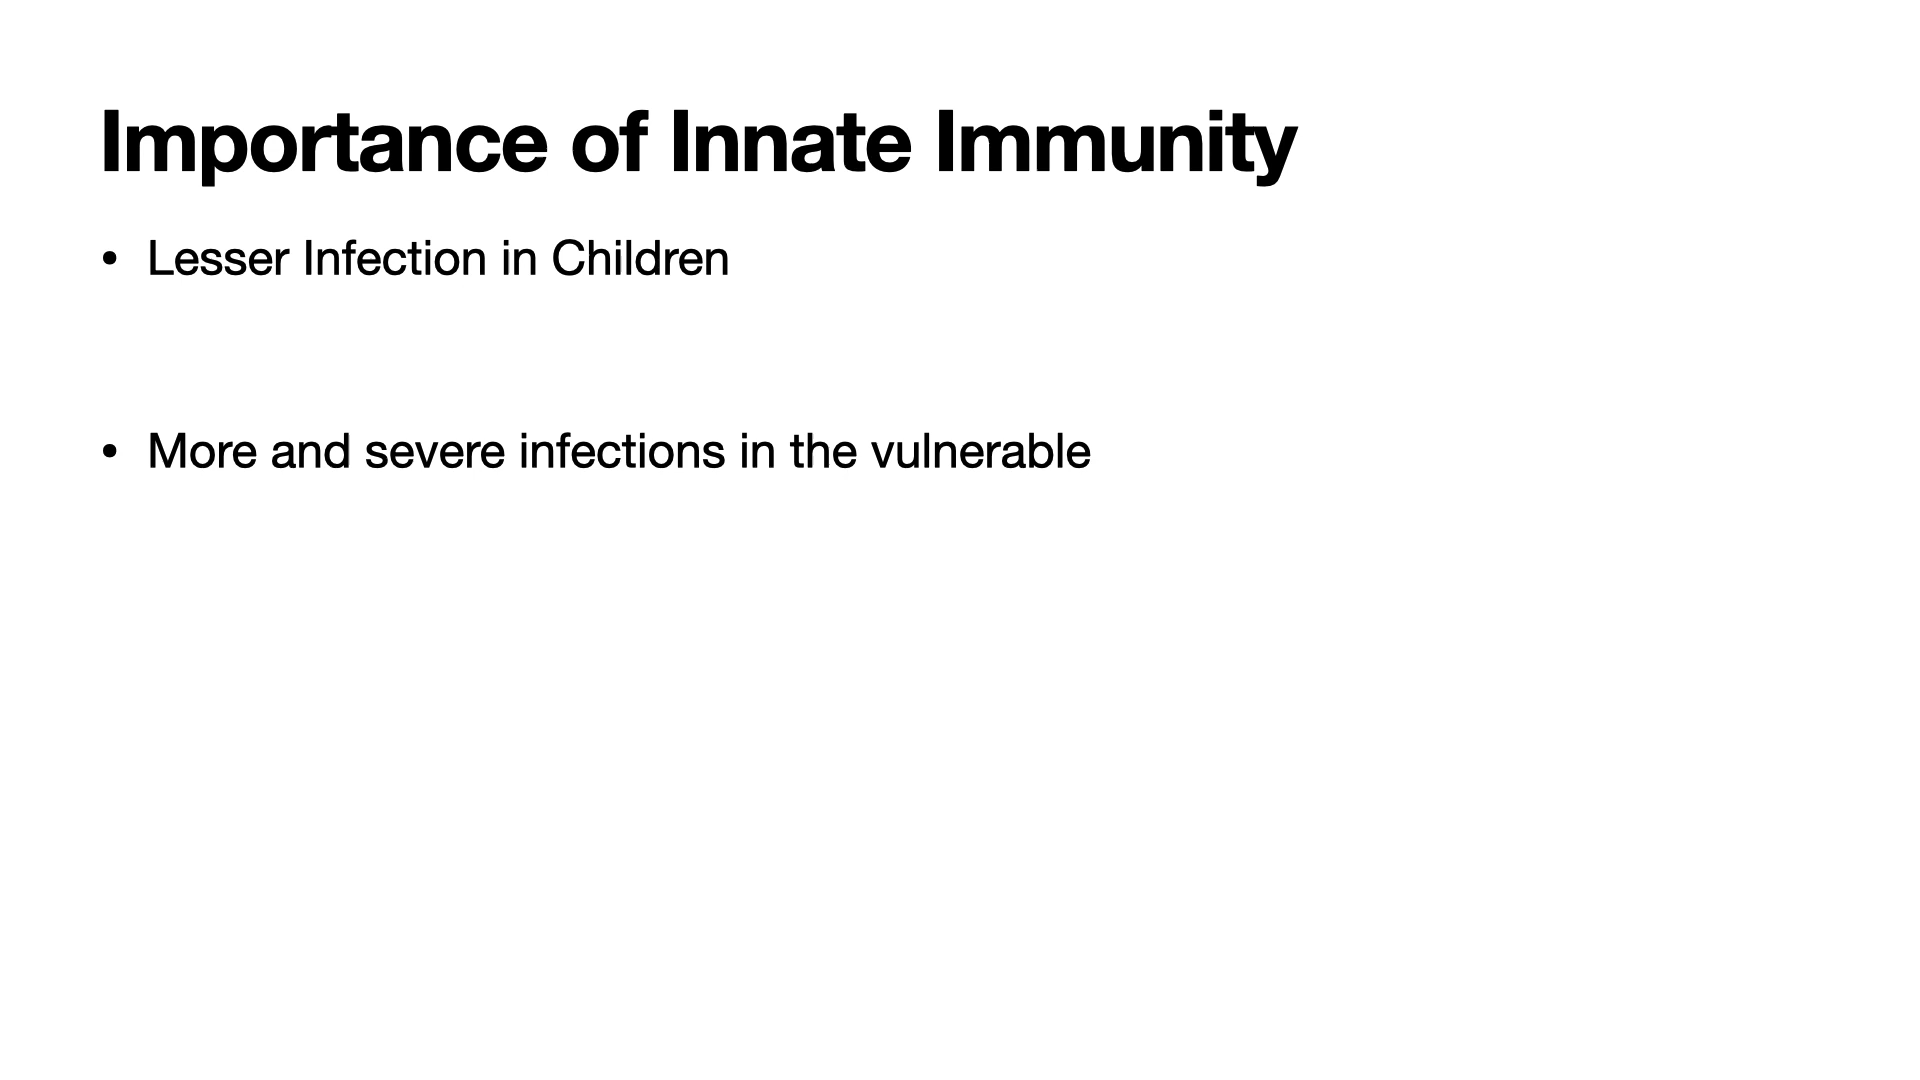 Importance of Innate Immunity
• Lesser Infection in Children
• More and severe infections in the vulnerable